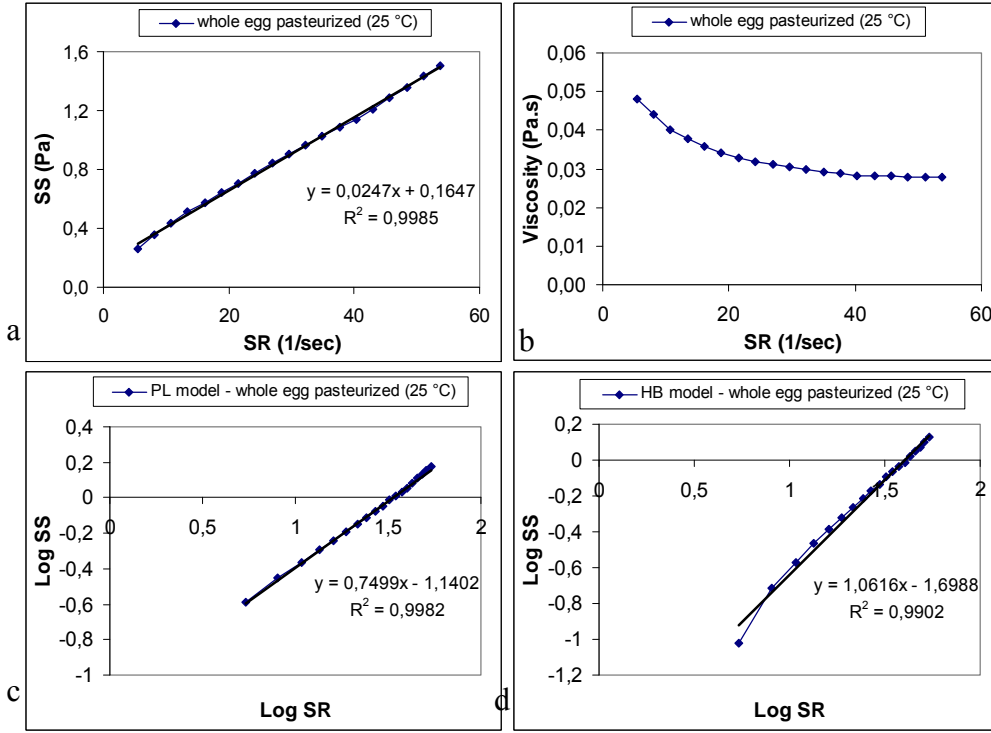 whole egg pasteurized (25 °C)
1,6
1,2
0,8
0,4
0,0
SS (Pa)
y = 0,0247x + 0,1647
R² = 0,9985
0 20 40 60
SR (1/sec)
a
whole egg pasteurized (25 °C)
0,06
0,05
0,04
0,03
0,02
0,01
0,00
Viscosity (Pa.s)
0 20 40 60
SR (1/sec)
b
PL model - whole egg pasteurized (25 °C)
0,4
0,2
0
-0,2
-0,4
-0,6
-0,8
-1
Log SS
0 0,5 1 1,5 2
y = 0,7499x - 1,1402
R² = 0,9982
Log SR
c
HB model - whole egg pasteurized (25 °C)
0,2
0
-0,2
-0,4
-0,6
-0,8
-1
-1,2
Log SS
0 0,5 1 1,5 2
y = 1,0616x - 1,6988
R² = 0,9902
Log SR
d